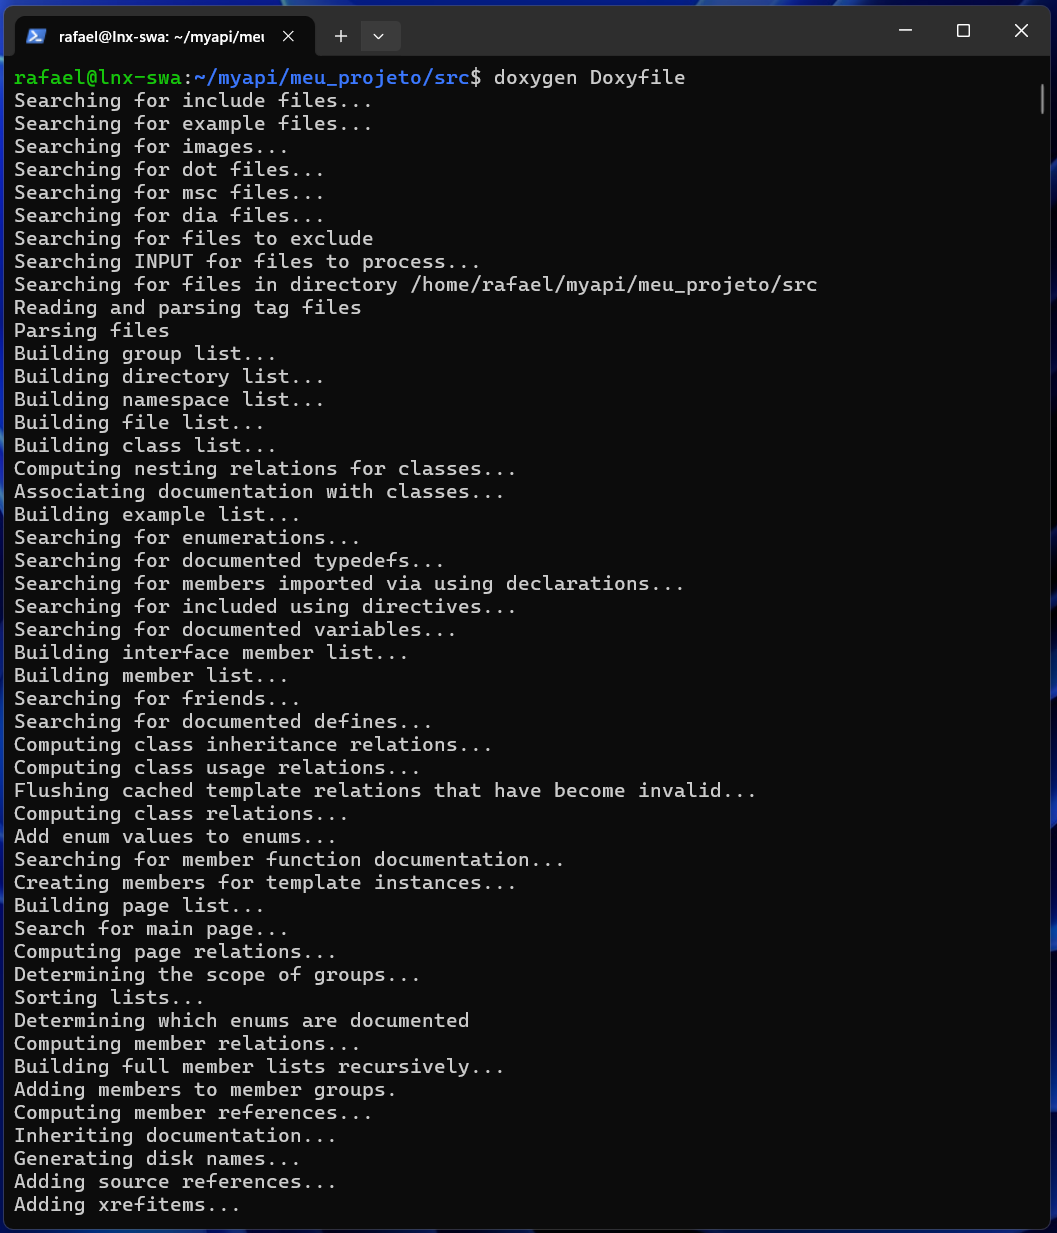 rafael@lnx-swa: ~/myapi/meu
rafael@lnx-swa:~/myapi/meu_projeto/src$ doxygen Doxyfile
Searching for include files...
Searching for example files...
Searching for images...
Searching for dot files...
Searching for msc files...
Searching for dia files...
Searching for files to exclude
Searching INPUT for files to process...
Searching for files in directory /home/rafael/myapi/meu_projeto/src
Reading and parsing tag files
Parsing files
Building group list...
Building directory list...
Building namespace list...
Building file list...
Building class list...
Computing nesting relations for classes...
Associating documentation with classes...
Building example list...
Searching for enumerations...
Searching for documented typedefs...
Searching for members imported via using declarations...
Searching for included using directives...
Searching for documented variables...
Building interface member list...
Building member list...
Searching for friends...
Searching for documented defines...
Computing class inheritance relations...
Computing class usage relations...
Flushing cached template relations that have become invalid...
Computing class relations...
Add enum values to enums...
Searching for member function documentation...
Creating members for template instances...
Building page list...
Search for main page...
Computing page relations...
Determining the scope of groups...
Sorting lists...
Determining which enums are documented
Computing member relations...
Building full member lists recursively...
Adding members to member groups.
Computing member references...
Inheriting documentation...
Generating disk names...
Adding source references...
Adding xrefitems...